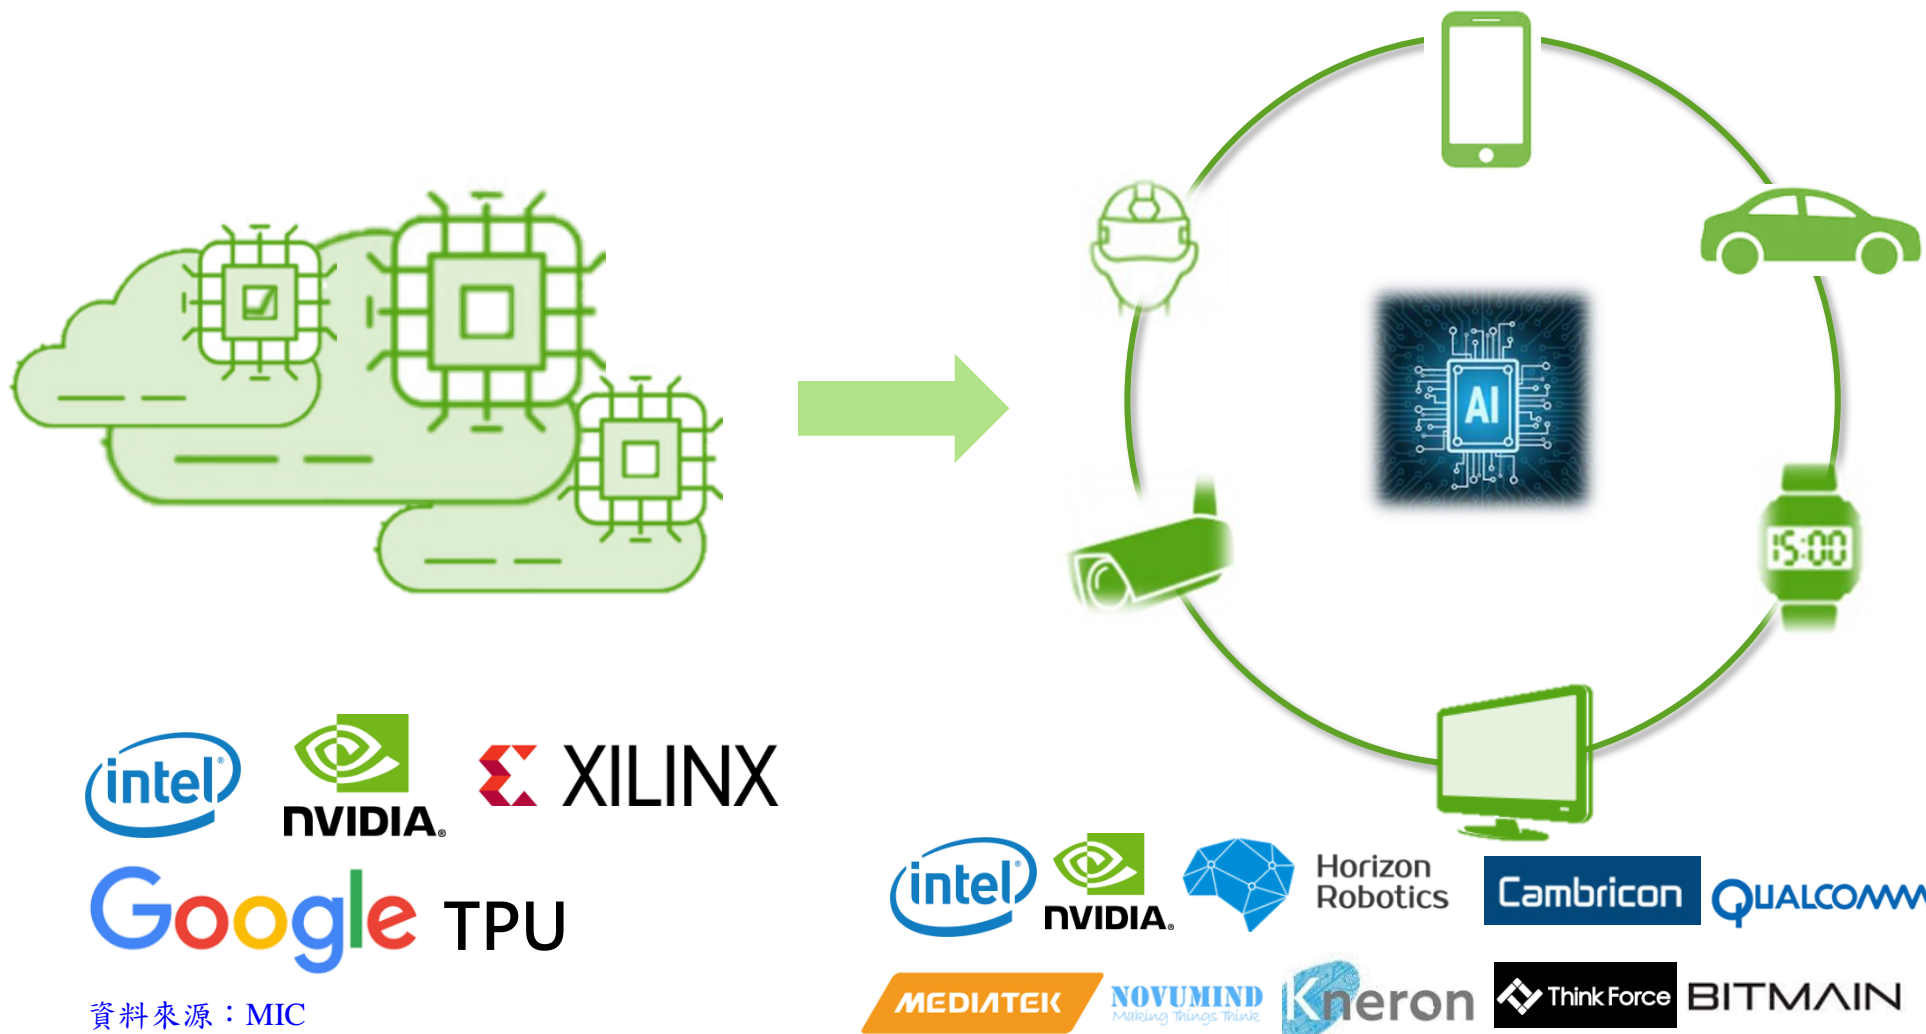 AI
15:00
intel
NVIDIA.
XILINX
Google TPU
資料來源：MIC
intel
NVIDIA.
Horizon
Robotics
Cambricon
QUALCOMM
MEDIATEK
NOVUMIND
Making Things Think
Kneron
Think Force
BITMAIN